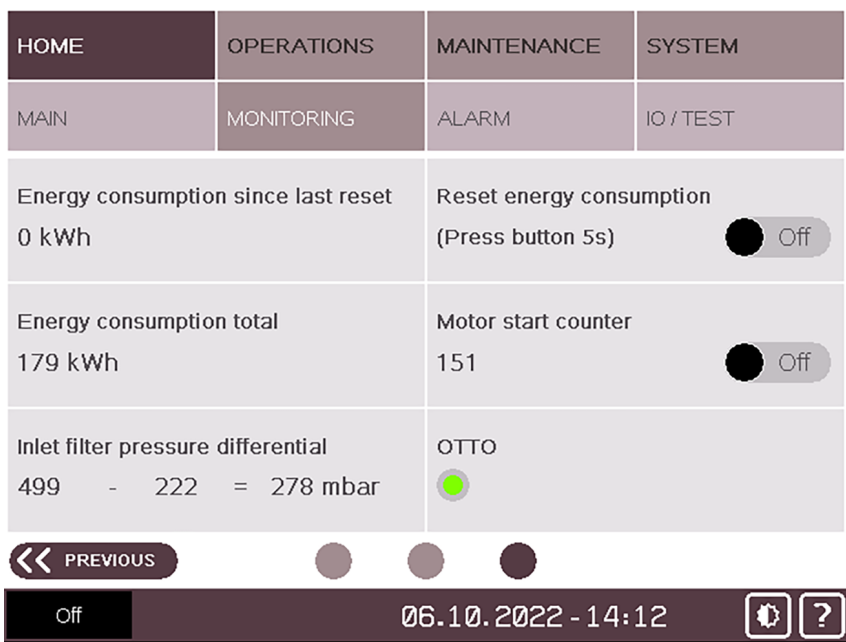 HOME OPERATIONS MAINTENANCE SYSTEM
MAIN MONITORING ALARM IO / TEST
Energy consumption since last reset
0 kWh
Reset energy consumption
(Press button 5s) Off
Energy consumption total
179 kWh
Motor start counter
151 Off
Inlet filter pressure differential
499 - 222 = 278 mbar
OTTO
PREVIOUS
Off 06.10.2022 - 14:12 ?